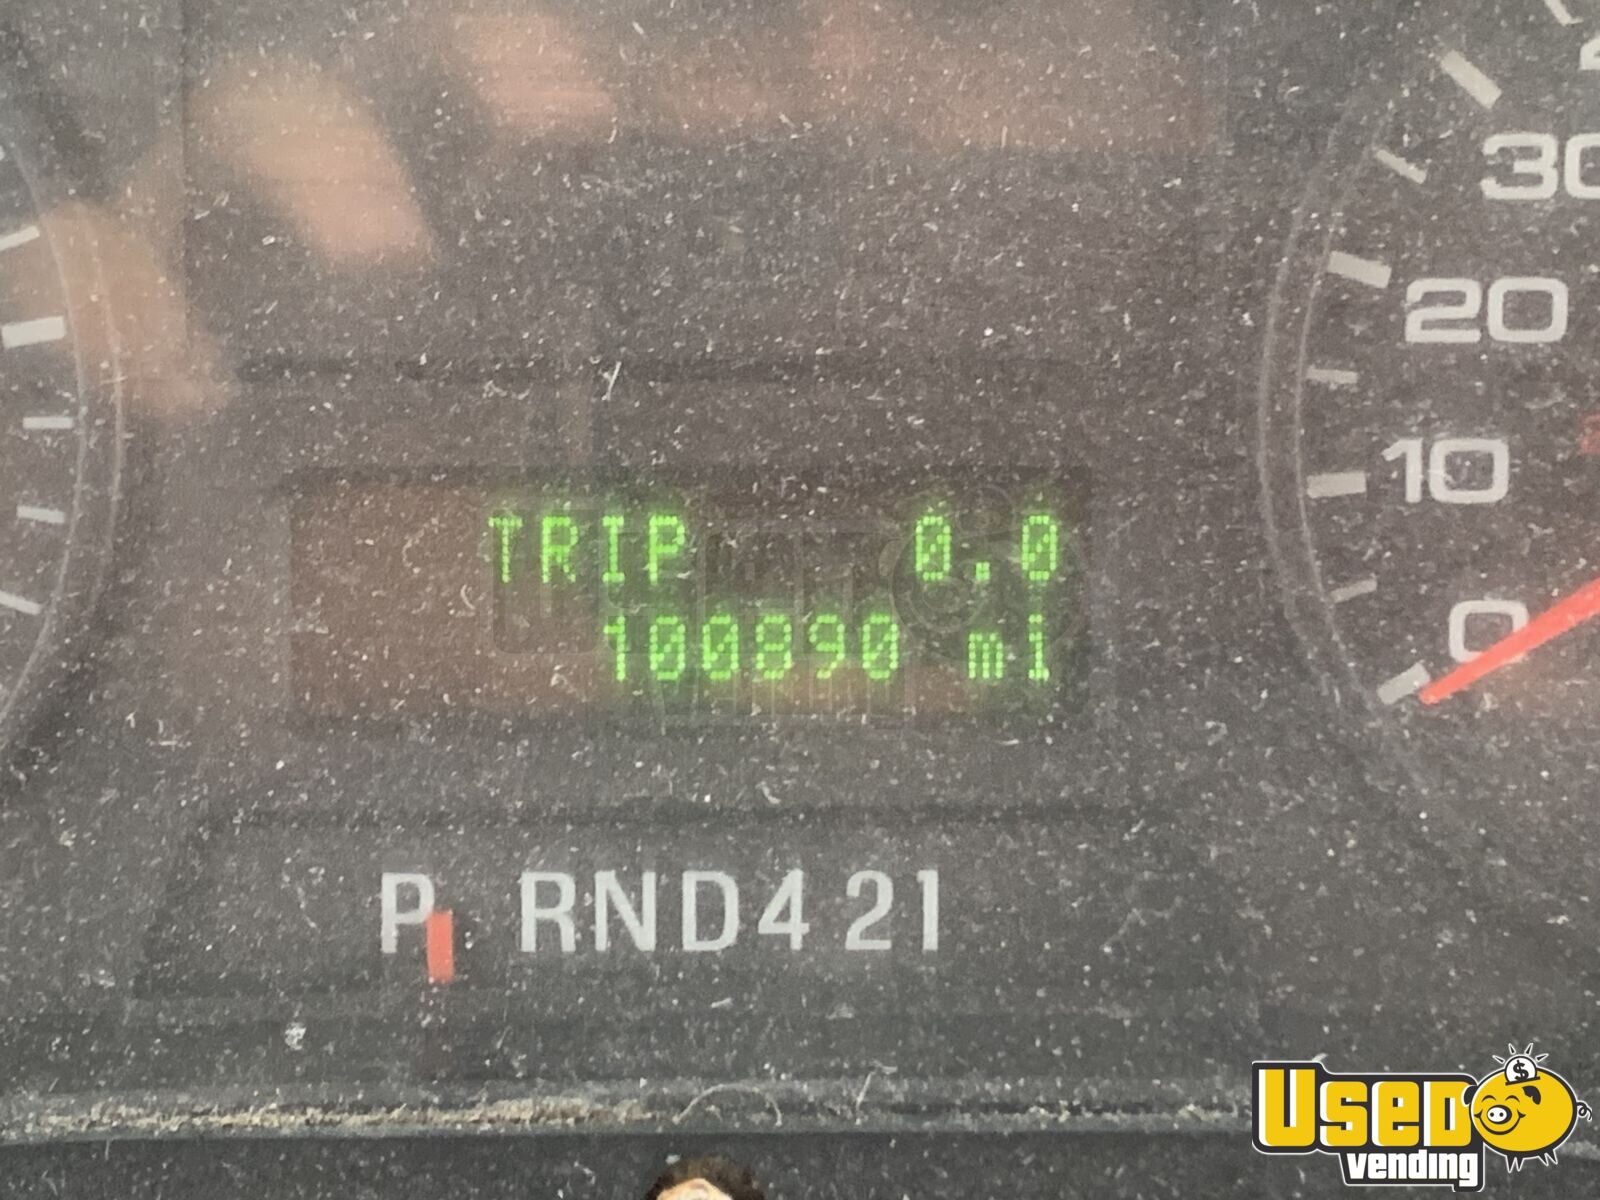 30
20
10
0
TRIP 0.0
100890 mi
P RND421
USED
vending